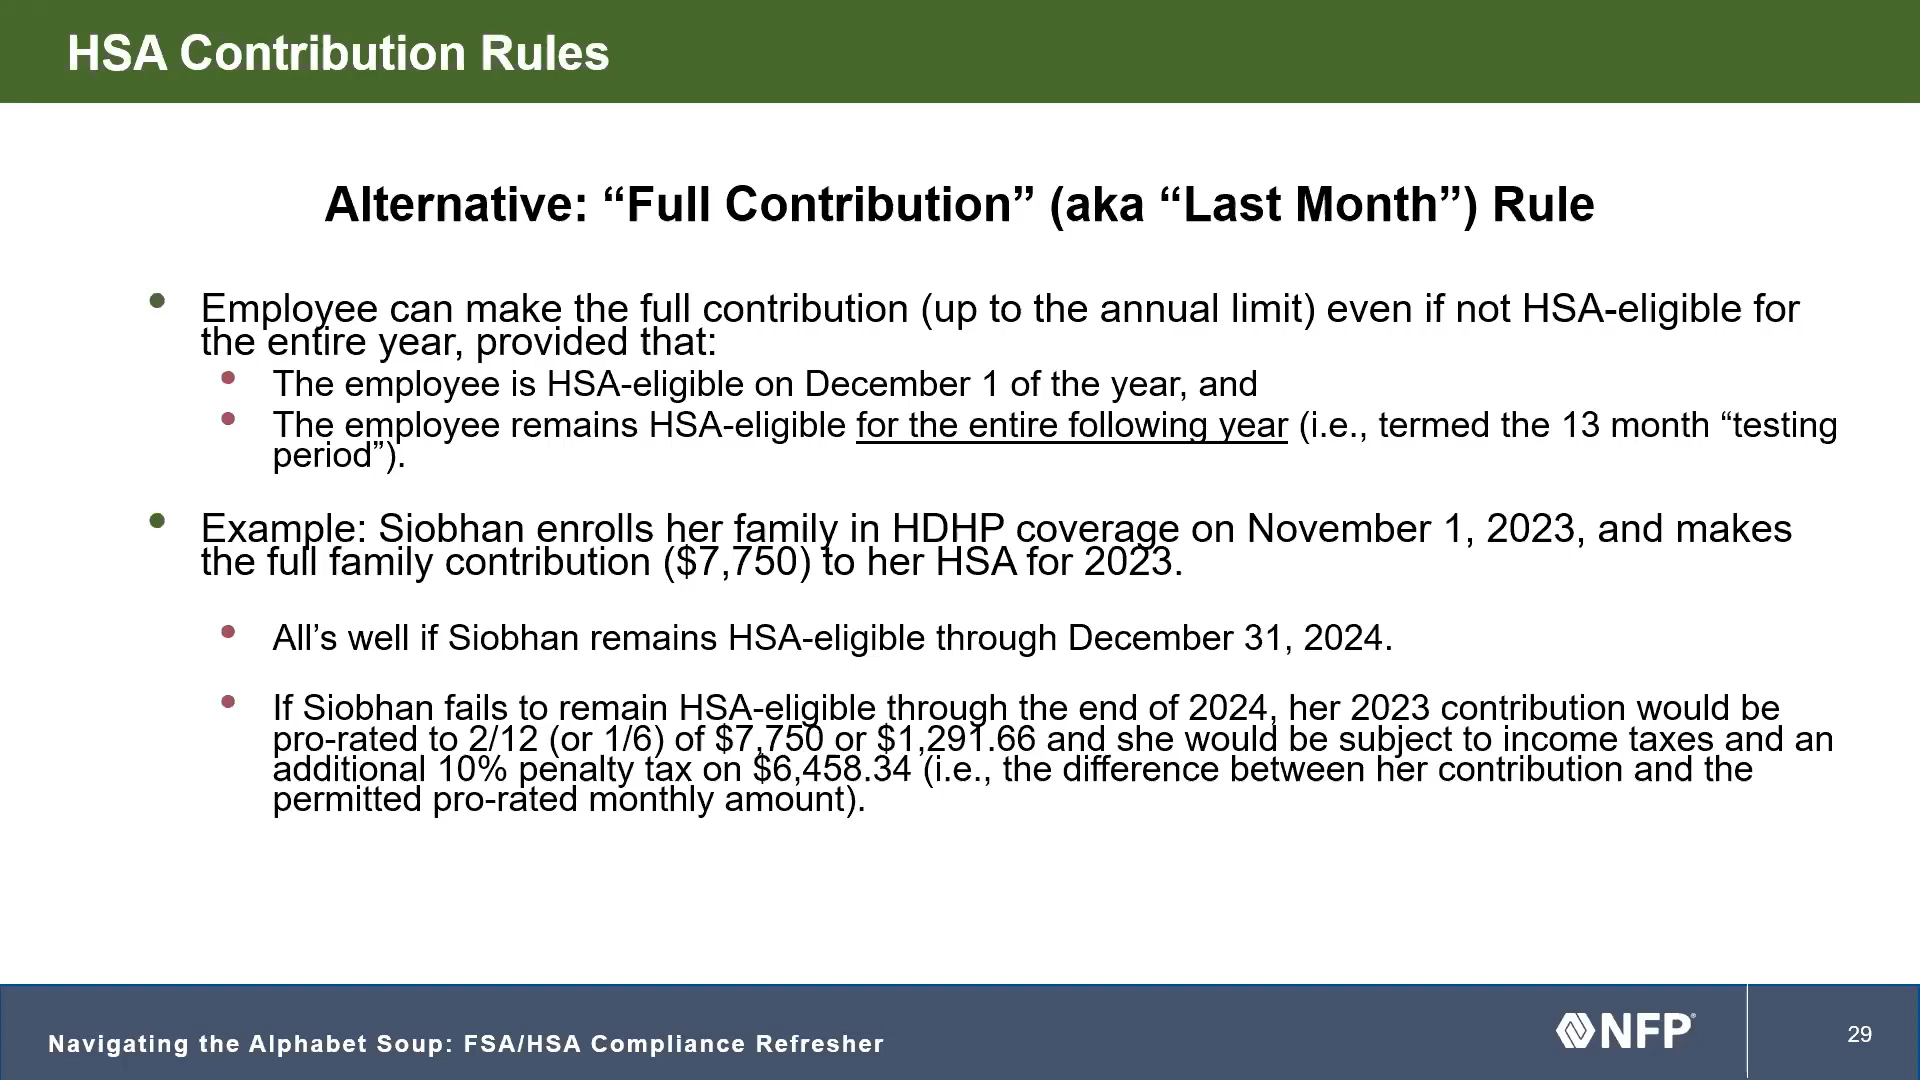 HSA Contribution Rules
Alternative: “Full Contribution” (aka “Last Month”) Rule
• Employee can make the full contribution (up to the annual limit) even if not HSA-eligible for
the entire year, provided that:
• The employee is HSA-eligible on December 1 of the year, and
• The employee remains HSA-eligible for the entire following year (i.e., termed the 13 month “testing
period”).
• Example: Siobhan enrolls her family in HDHP coverage on November 1, 2023, and makes
the full family contribution ($7,750) to her HSA for 2023.
• All’s well if Siobhan remains HSA-eligible through December 31, 2024.
• If Siobhan fails to remain HSA-eligible through the end of 2024, her 2023 contribution would be
pro-rated to 2/12 (or 1/6) of $7,750 or $1,291.66 and she would be subject to income taxes and an
additional 10% penalty tax on $6,458.34 (i.e., the difference between her contribution and the
permitted pro-rated monthly amount).
Navigating the Alphabet Soup: FSA/HSA Compliance Refresher
NFP®
29